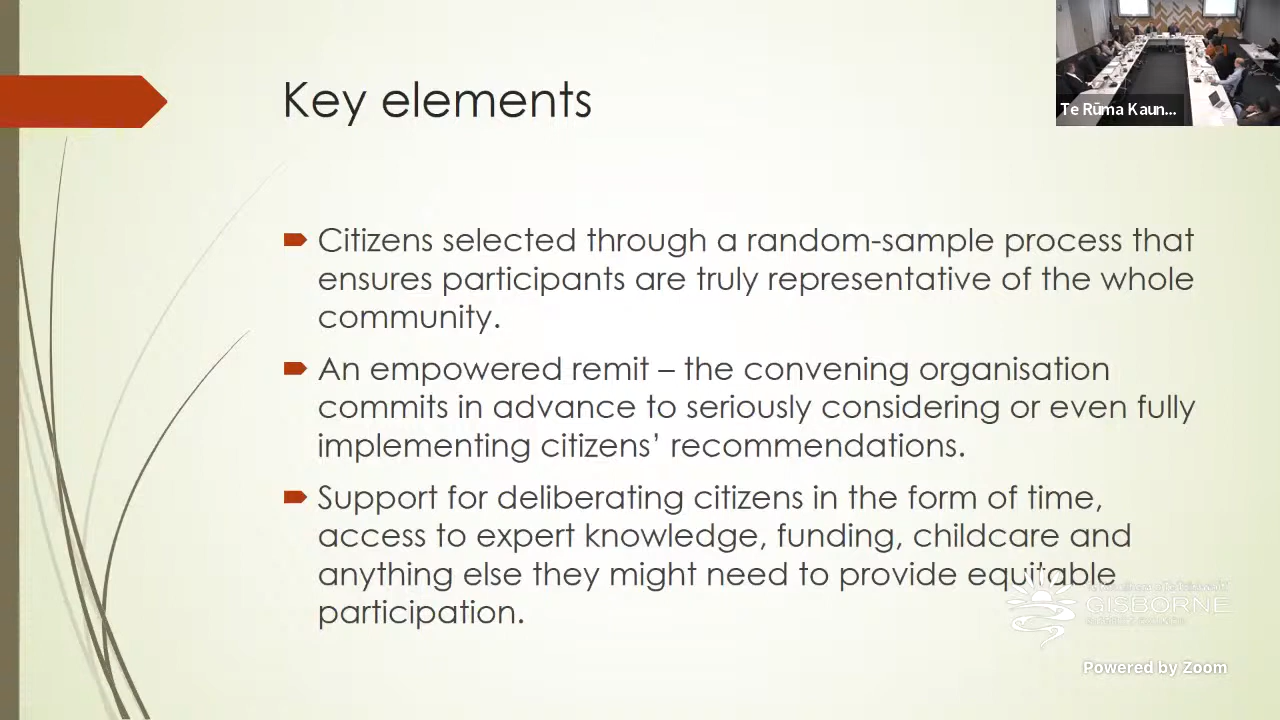 Key elements
Te Rūma Kaun...
Citizens selected through a random-sample process that
ensures participants are truly representative of the whole
community.
An empowered remit – the convening organisation
commits in advance to seriously considering or even fully
implementing citizens’ recommendations.
Support for deliberating citizens in the form of time,
access to expert knowledge, funding, childcare and
anything else they might need to provide equitable
participation.
GISBORNE
Powered by Zoom